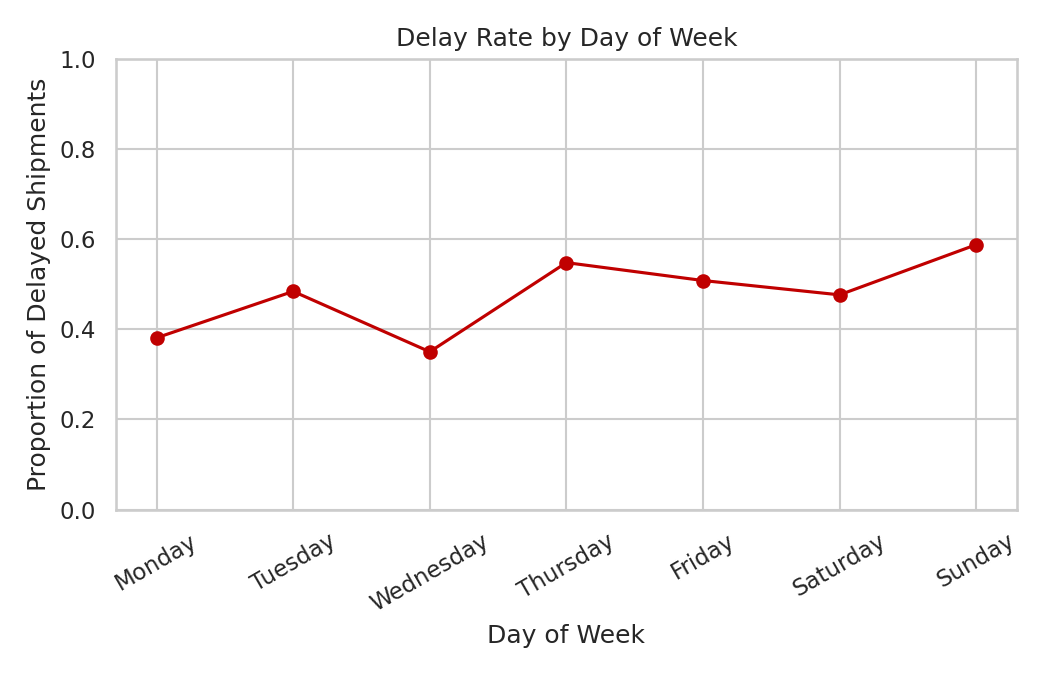 Delay Rate by Day of Week
Proportion of Delayed Shipments
1.0
0.8
0.6
0.4
0.2
0.0
Monday
Tuesday
Wednesday
Thursday
Friday
Saturday
Sunday
Day of Week